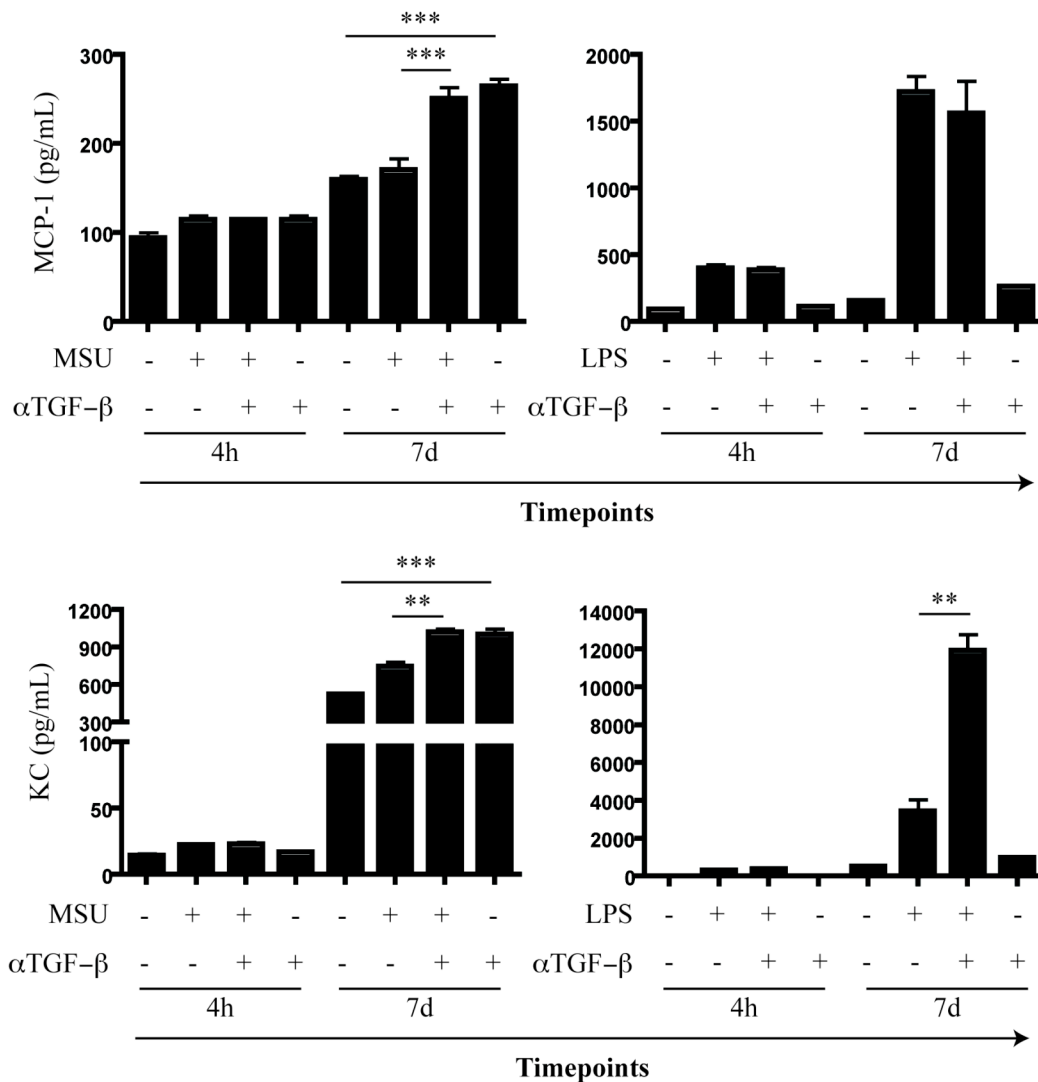 ***
***
300
200
100
0
MCP-1 (pg/mL)
MSU - + + - - + + -
αTGF-β - - + + - - + +
4h 7d
2000
1500
1000
500
0
LPS - + + - - + + -
αTGF-β - - + + - - + +
4h 7d
Timepoints
***
**
1200
900
600
300
100
50
0
KC (pg/mL)
MSU - + + - - + + -
αTGF-β - - + + - - + +
4h 7d
**
14000
12000
10000
8000
6000
4000
2000
0
LPS - + + - - + + -
αTGF-β - - + + - - + +
4h 7d
Timepoints